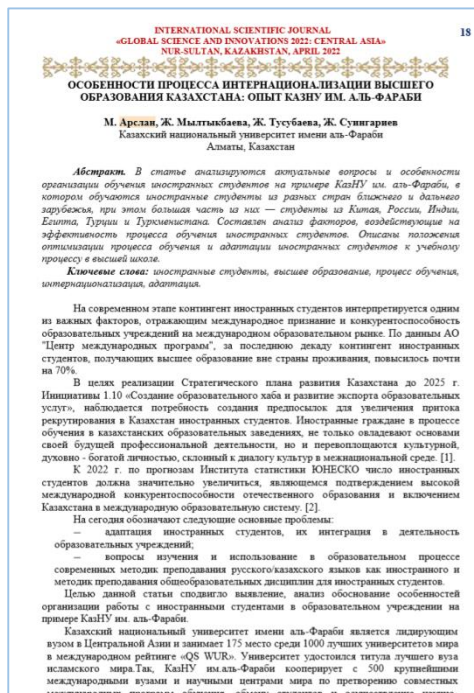 INTERNATIONAL SCIENTIFIC JOURNAL
18
«GLOBAL SCIENCE AND INNOVATIONS 2022: CENTRAL ASIA»
NUR-SULTAN, KAZAKHSTAN, APRIL 2022
ОСОБЕННОСТИ ПРОЦЕССА ИНТЕРНАЦИОНАЛИЗАЦИИ ВЫСШЕГО
ОБРАЗОВАНИЯ КАЗАХСТАНА: ОПЫТ КАЗНУ ИМ. АЛЬ-ФАРАБИ
М. Арслан, Ж. Мылтыкбаева, Ж. Тусубаева, Ж. Сунигариев
Казахский национальный университет имени аль-Фараби
Алматы, Казахстан
Абстракт. В статье анализируются актуальные вопросы и особенности
организации обучения иностранных студентов на примере КазНУ им. аль-Фараби, в
котором обучаются иностранные студенты из разных стран ближнего и дальнего
зарубежья, при этом большая часть из них — студенты из Китая, России, Индии,
Египта, Турции и Туркменистана. Составлен анализ факторов, воздействующие на
эффективность процесса обучения иностранных студентов. Описаны положения
оптимизации процесса обучения и адаптации иностранных студентов к учебному
процессу в высшей школе.
Ключевые слова: иностранные студенты, высшее образование, процесс обучения,
интернационализация, адаптация.
На современном этапе контингент иностранных студентов интерпретируется одним
из важных факторов, отражающим международное признание и конкурентоспособность
образовательных учреждений на международном образовательном рынке. По данным АО
"Центр международных программ", за последнюю декаду контингент иностранных
студентов, получающих высшее образование вне страны проживания, повысилось почти
на 70%.
В целях реализации Стратегического плана развития Казахстана до 2025 г.
Инициативы 1.10 «Создание образовательного хаба и развитие экспорта образовательных
услуг», наблюдается потребность создания предпосылок для увеличения притока
рекрутирования в Казахстан иностранных студентов. Иностранные граждане в процессе
обучения в казахстанских образовательных заведениях, не только овладевают основами
своей будущей профессиональной деятельности, но и перевоплощаются культурной,
духовно - богатой личностью, склонный к диалогу культур в межнациональной среде. [1].
К 2022 г. по прогнозам Института статистики ЮНЕСКО число иностранных
студентов должна значительно увеличиться, являющемся подтверждением высокой
международной конкурентоспособности отечественного образования и включением
Казахстана в международную образовательную систему. [2].
На сегодня обозначают следующие основные проблемы:
— адаптация иностранных студентов, их интеграция в деятельность
образовательных учреждений;
— вопросы изучения и использование в образовательном процессе
современных методик преподавания русского/казахского языков как иностранного и
методик преподавания общеобразовательных дисциплин для иностранных студентов.
Целью данной статьи сподвигло выявление, анализ обоснование особенностей
организации работы с иностранными студентами в образовательном учреждении на
примере КазНУ им. аль-Фараби.
Казахский национальный университет имени аль-Фараби является лидирующим
вузом в Центральной Азии и занимает 175 место среди 1000 лучших университетов мира
в международном рейтинге «QS WUR». Университет удостоился титула лучшего вуза
исламского мира.Так, КазНУ им.аль-Фараби кооперирует с 500 крупнейшими
международными вузами и научными центрами мира по претворению совместных